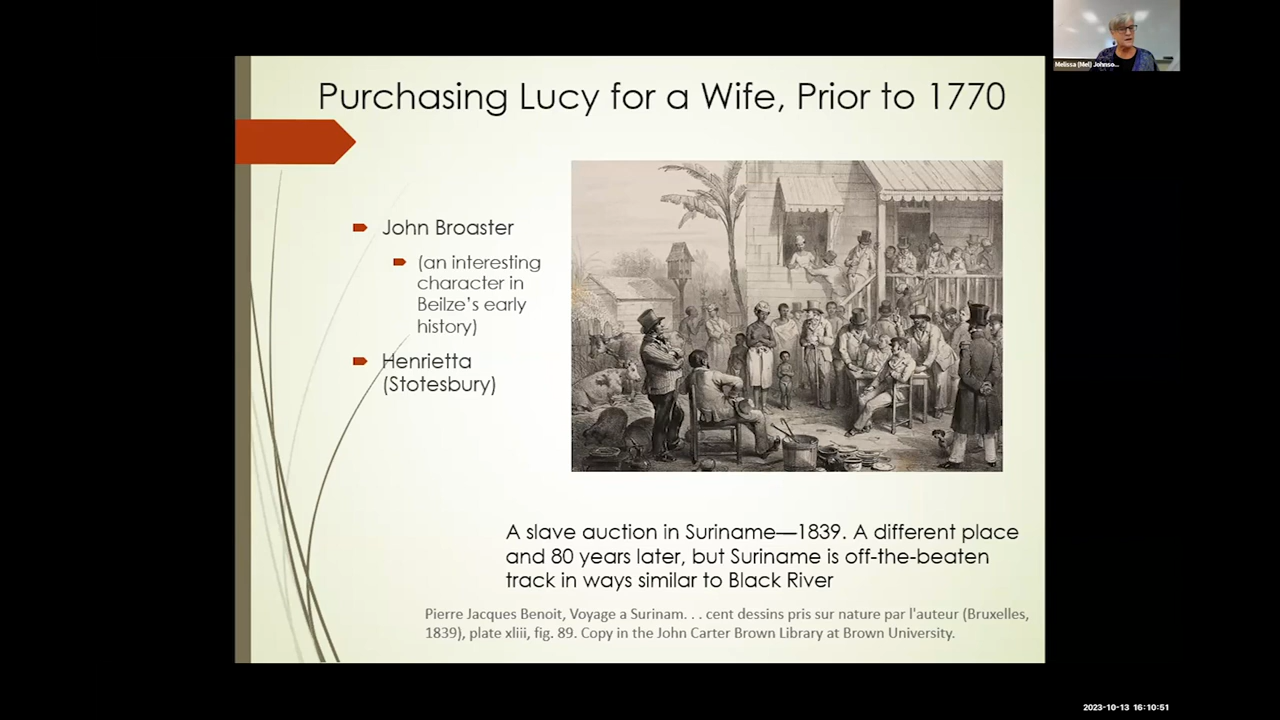 Purchasing Lucy for a Wife, Prior to 1770
John Broaster
(an interesting
character in
Beilze's early
history)
Henrietta
(Stotesbury)
A slave auction in Suriname—1839. A different place
and 80 years later, but Suriname is off-the-beaten
track in ways similar to Black River
Pierre Jacques Benoit, Voyage a Surinam. . . cent dessins pris sur nature par l'auteur (Bruxelles,
1839), plate xliii, fig. 89. Copy in the John Carter Brown Library at Brown University.
Melissa (Mel) Johnso...
2023-10-13 16:10:51